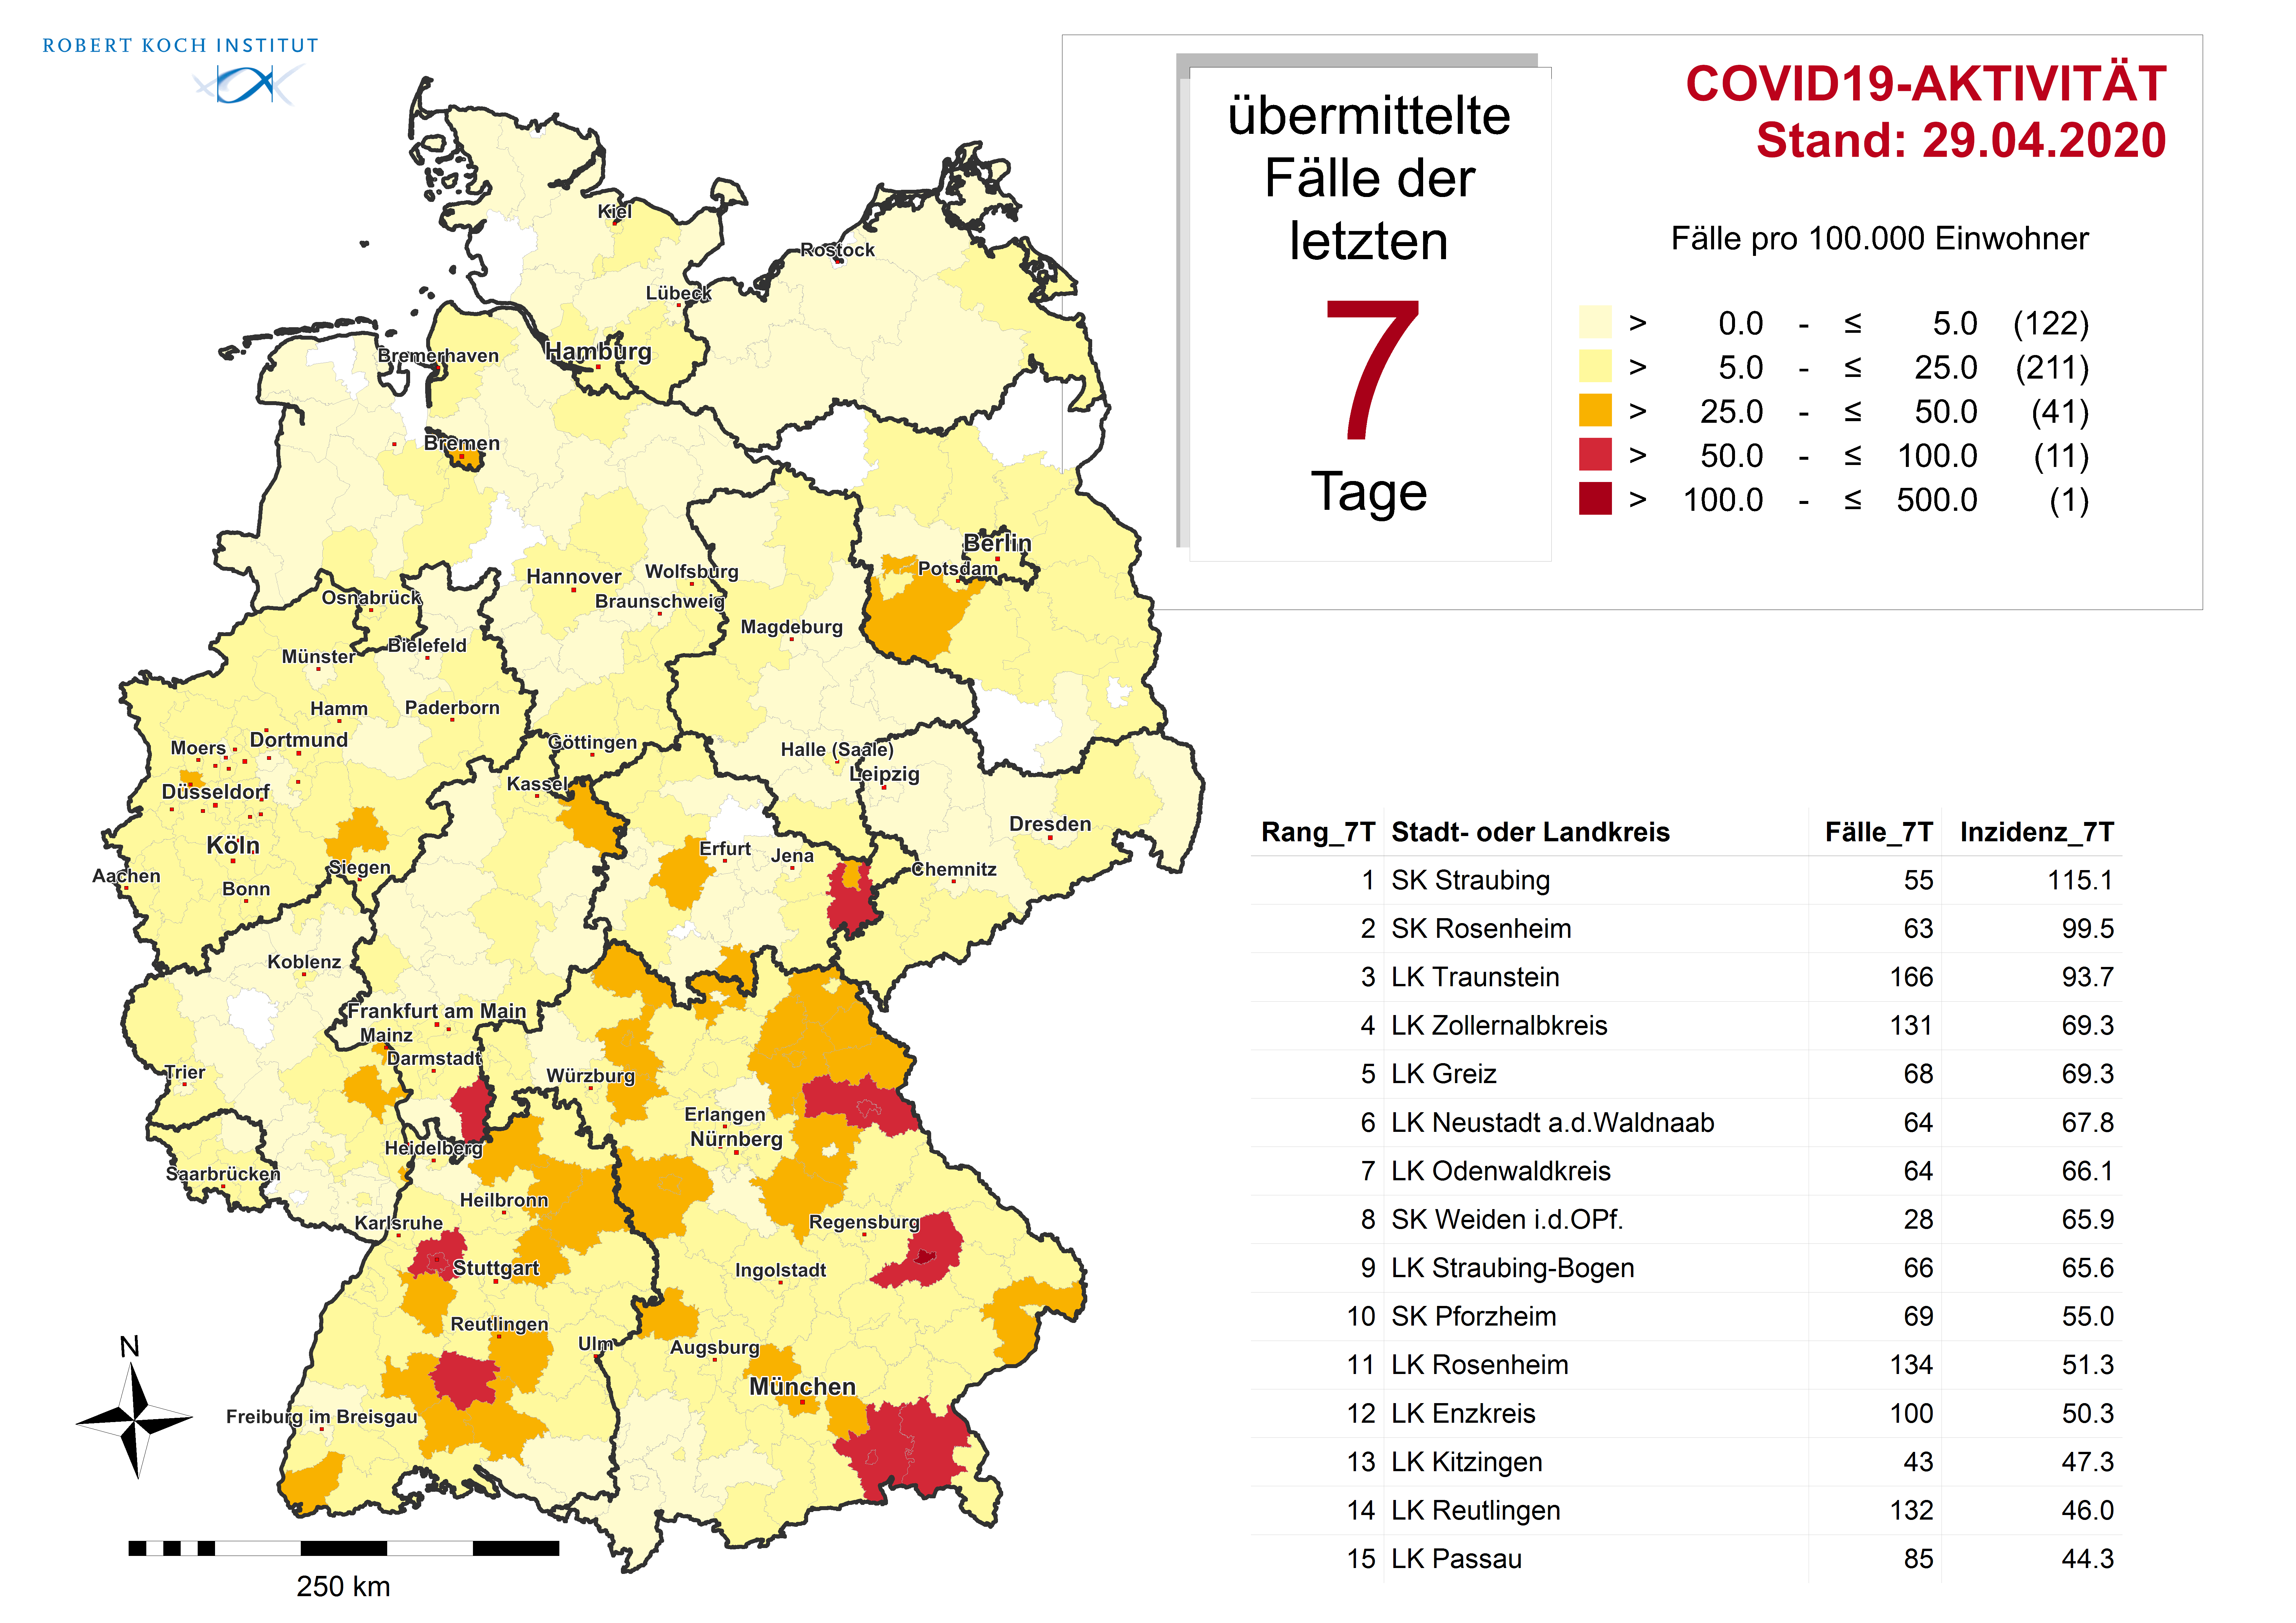 ROBERT KOCH INSTITUT
übermittelte
Fälle der
letzten
7
Tage
COVID19-AKTIVITÄT
Stand: 29.04.2020
Fälle pro 100.000 Einwohner
> 0.0 - ≤ 5.0 (122)
> 5.0 - ≤ 25.0 (211)
> 25.0 - ≤ 50.0 (41)
> 50.0 - ≤ 100.0 (11)
> 100.0 - ≤ 500.0 (1)
Kiel
Rostock
Lübeck
Bremerhaven
Hamburg
Bremen
Berlin
Potsdam
Hannover
Wolfsburg
Osnabrück
Braunschweig
Magdeburg
Münster
Bielefeld
Hamm
Paderborn
Moers
Dortmund
Göttingen
Halle (Saale)
Leipzig
Kassel
Düsseldorf
Dresden
Köln
Erfurt
Jena
Siegen
Chemnitz
Aachen
Bonn
Koblenz
Frankfurt am Main
Mainz
Darmstadt
Trier
Würzburg
Erlangen
Nürnberg
Heidelberg
Saarbrücken
Heilbronn
Karlsruhe
Regensburg
Stuttgart
Ingolstadt
Reutlingen
Ulm
Augsburg
München
Freiburg im Breisgau
N
250 km
Rang_7T Stadt- oder Landkreis Fälle_7T Inzidenz_7T
1 SK Straubing 55 115.1
2 SK Rosenheim 63 99.5
3 LK Traunstein 166 93.7
4 LK Zollernalbkreis 131 69.3
5 LK Greiz 68 69.3
6 LK Neustadt a.d.Waldnaab 64 67.8
7 LK Odenwaldkreis 64 66.1
8 SK Weiden i.d.OPf. 28 65.9
9 LK Straubing-Bogen 66 65.6
10 SK Pforzheim 69 55.0
11 LK Rosenheim 134 51.3
12 LK Enzkreis 100 50.3
13 LK Kitzingen 43 47.3
14 LK Reutlingen 132 46.0
15 LK Passau 85 44.3